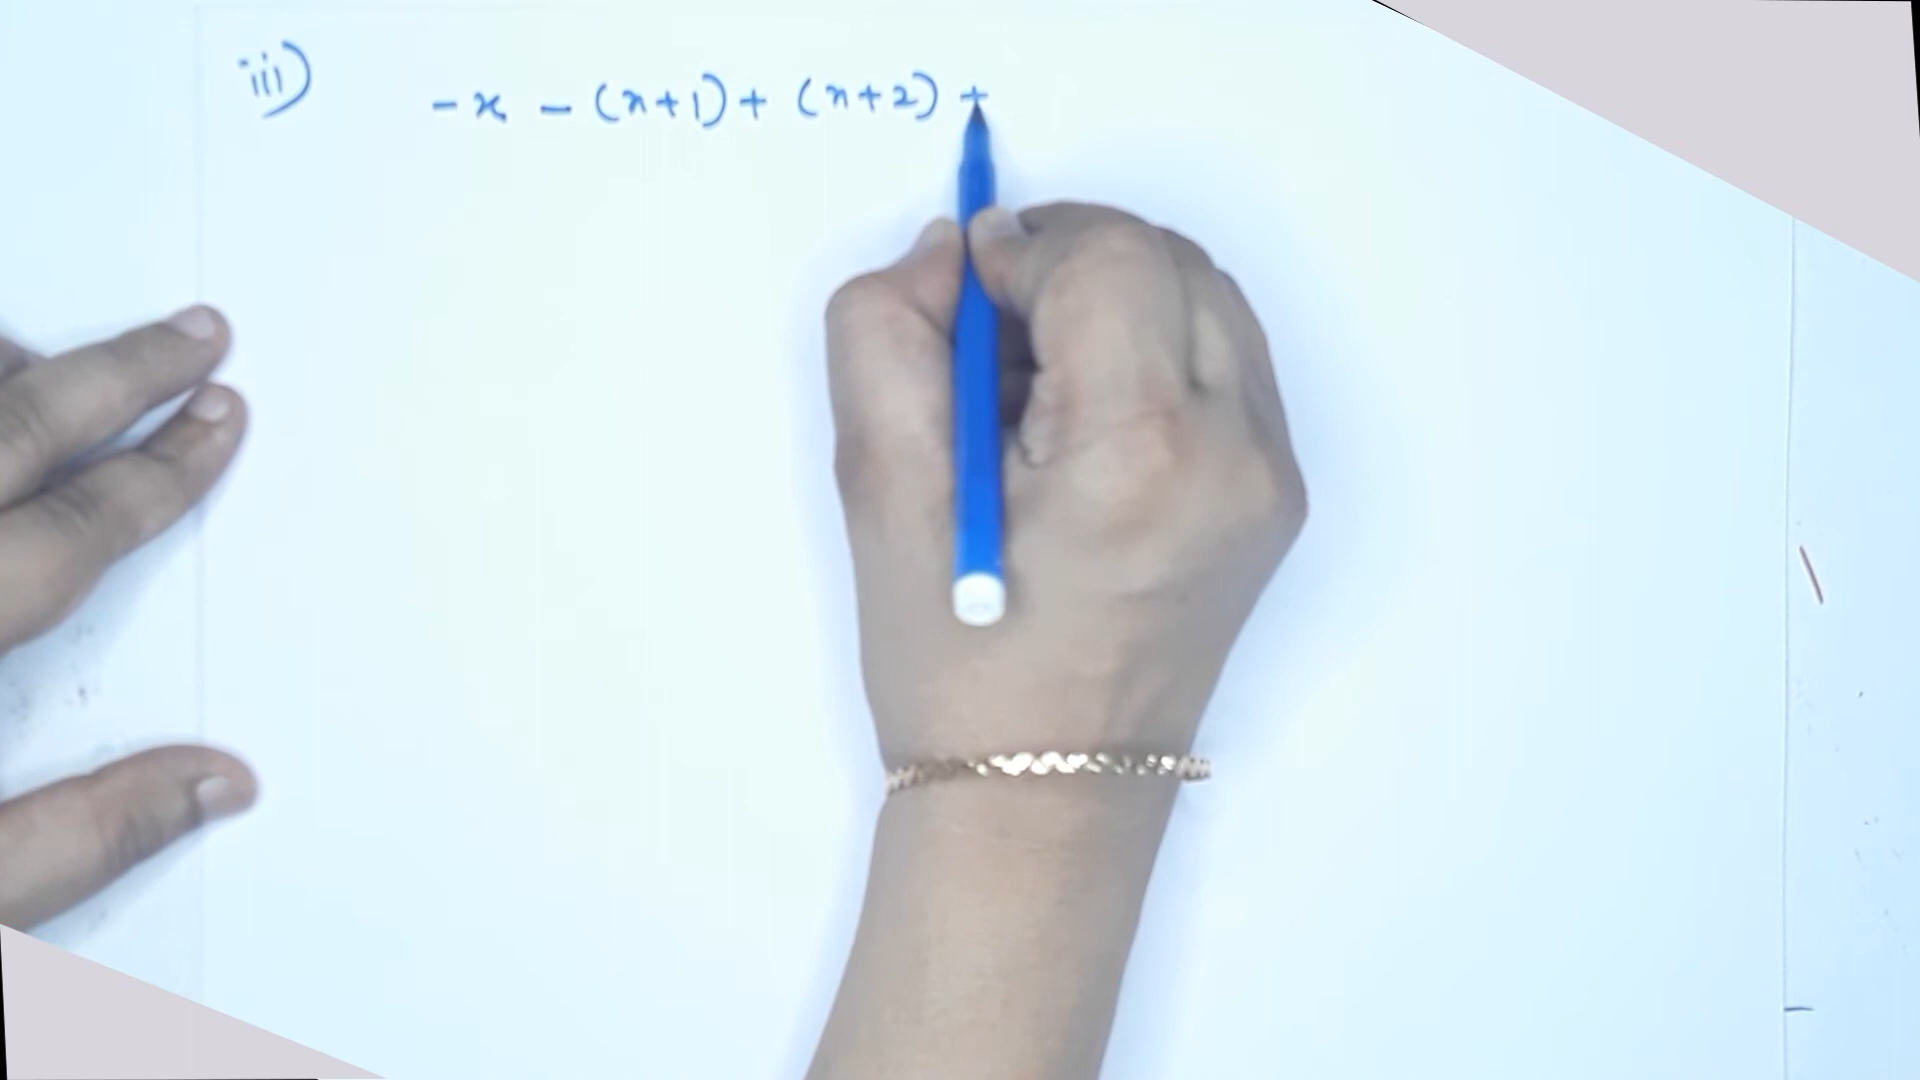 iii) -x - (x+1) + (x+2) +